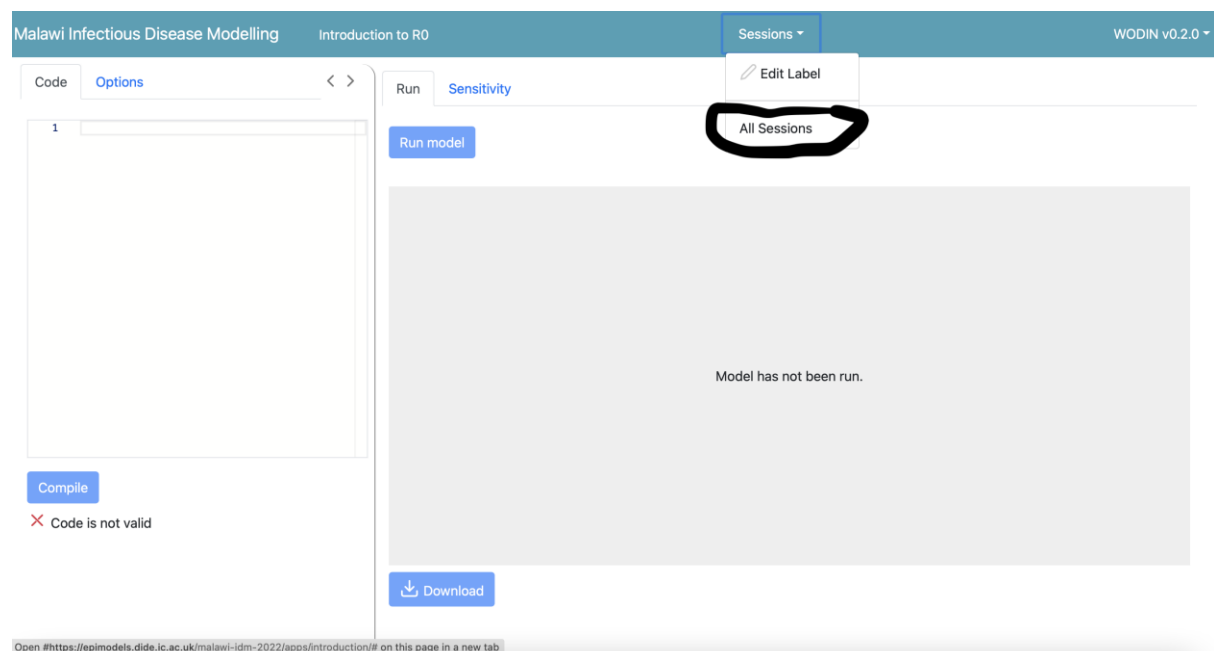 Malawi Infectious Disease Modelling Introduction to R0 Sessions WODIN v0.2.0
Edit Label
All Sessions
Code Options
1
Compile
Code is not valid
Run Sensitivity
Run model
Model has not been run.
Download
Open #https://epimodels.dide.ic.ac.uk/malawi-idm-2022/apps/introduction/# on this page in a new tab